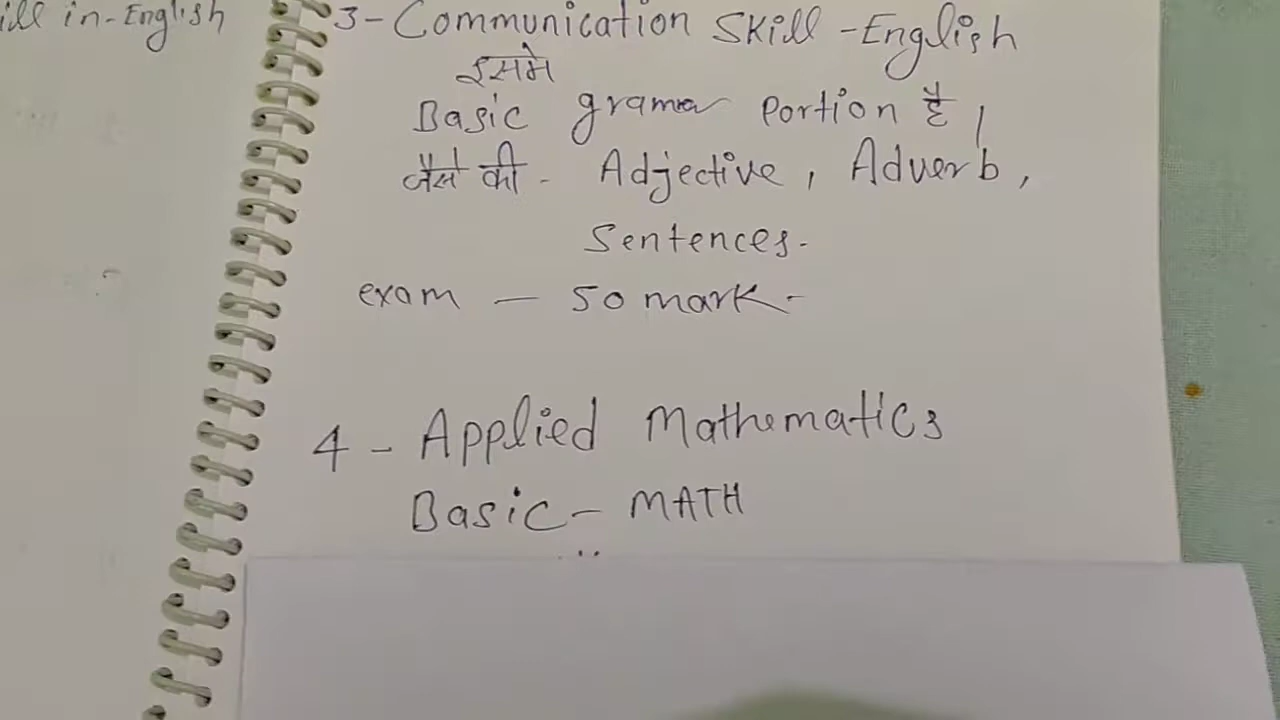 ill in-English
3-Communication Skill-English
इसमे
Basic grama portion है|
जैसे की - Adjective, Adverb,
Sentences.
exam - 50 mark-
4 - Applied Mathematics
Basic - MATH